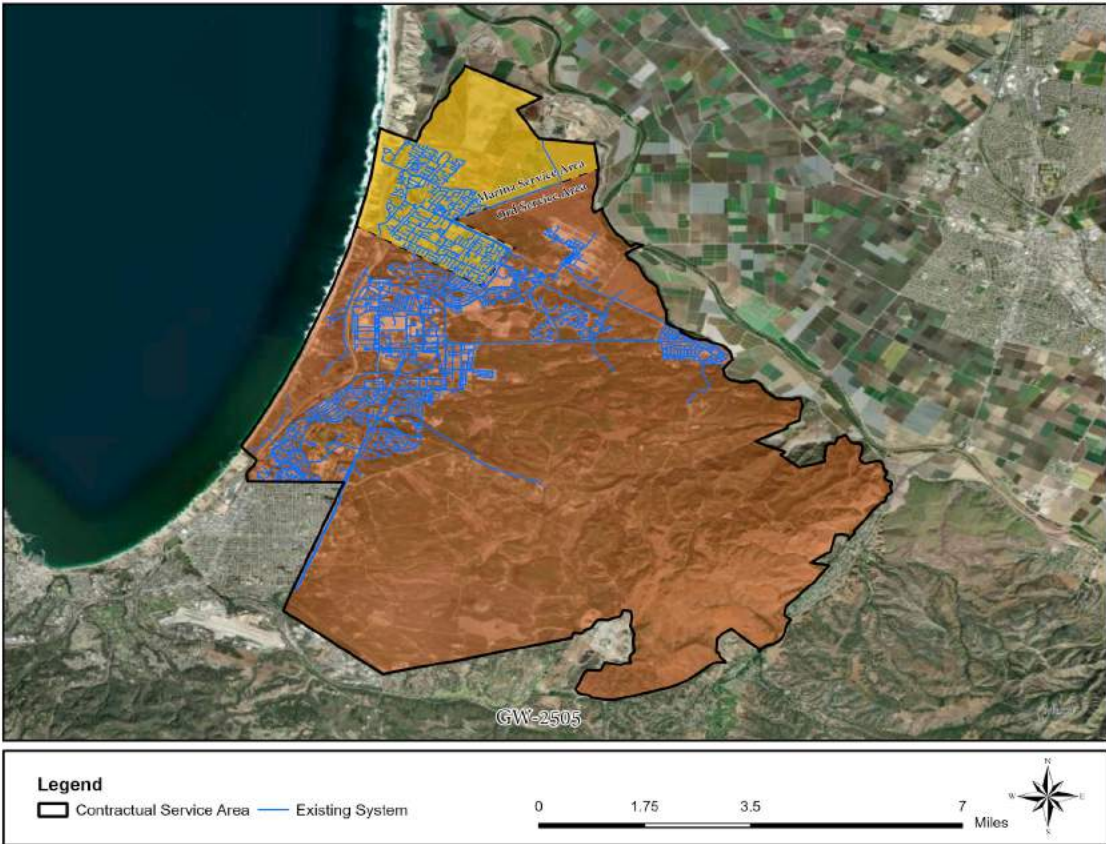 Marina Service Area
Ord Service Area
GW-2505
Legend
Contractual Service Area
Existing System
0 1.75 3.5 7
Miles
N
W E
S